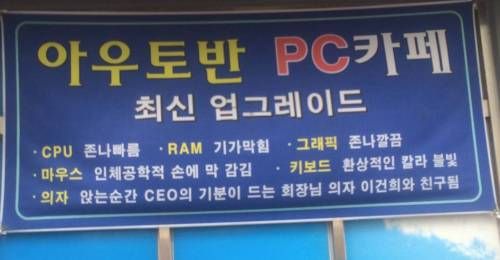 아우토반 PC카페
최신 업그레이드
· CPU 존나빠름 · RAM 기가막힘 · 그래픽 존나깔끔
· 마우스 인체공학적 손에 막 감김 · 키보드 환상적인 칼라 불빛
· 의자 앉는순간 CEO의 기분이 드는 회장님 의자 이건희와 친구됨